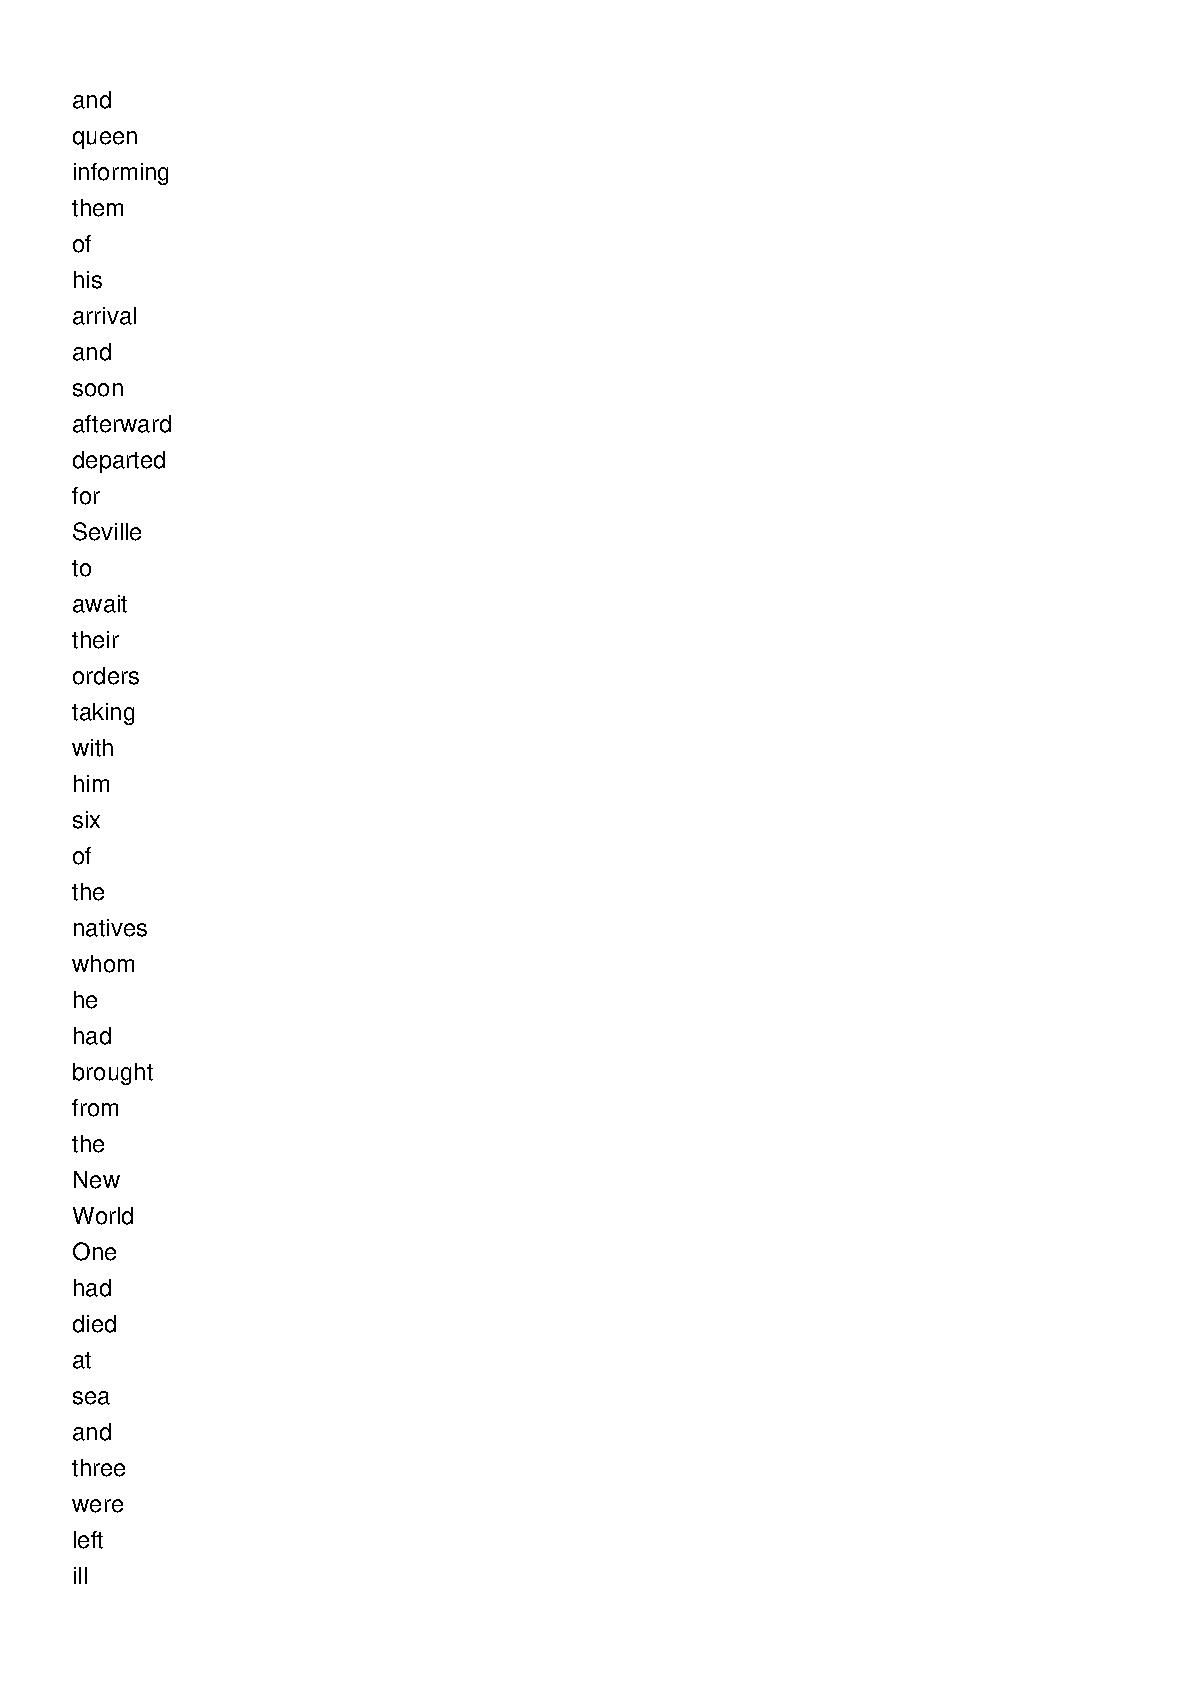 and
queen
informing
them
of
his
arrival
and
soon
afterward
departed
for
Seville
to
await
their
orders
taking
with
him
six
of
the
natives
whom
he
had
brought
from
the
New
World
One
had
died
at
sea
and
three
were
left
ill